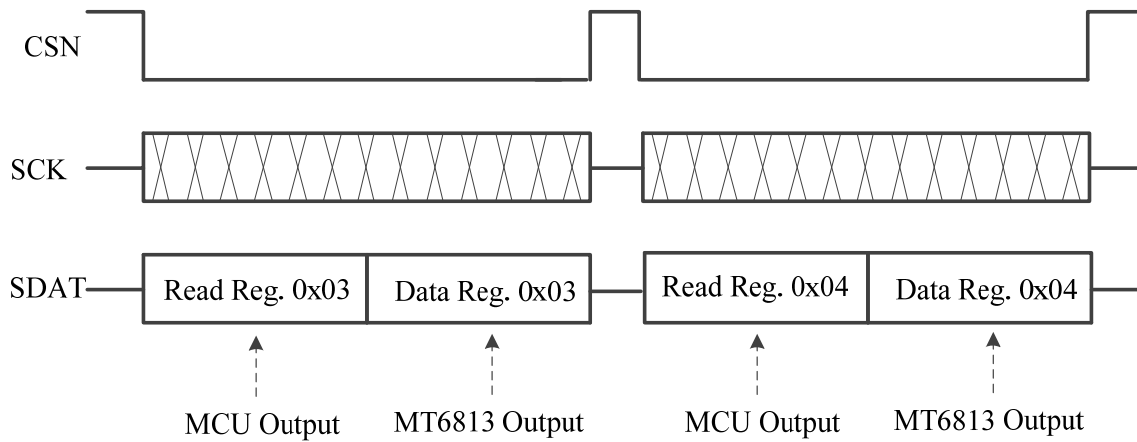 CSN
SCK
SDAT
Read Reg. 0x03
Data Reg. 0x03
Read Reg. 0x04
Data Reg. 0x04
MCU Output
MT6813 Output
MCU Output
MT6813 Output